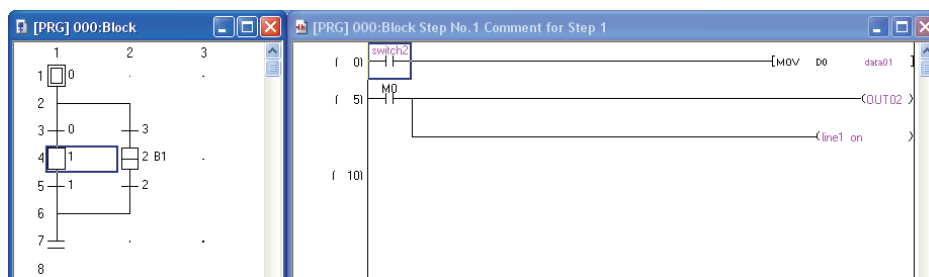 [PRG] 000:Block
1 2 3
1 0
2
3 0 3
4 1 2 B1
5 1 2
6
7
8
[PRG] 000:Block Step No.1 Comment for Step 1
switch2
( 0) [MOV D0 data01 ]
M0
( 5) (OUT02 )
(line1 on )
( 10)